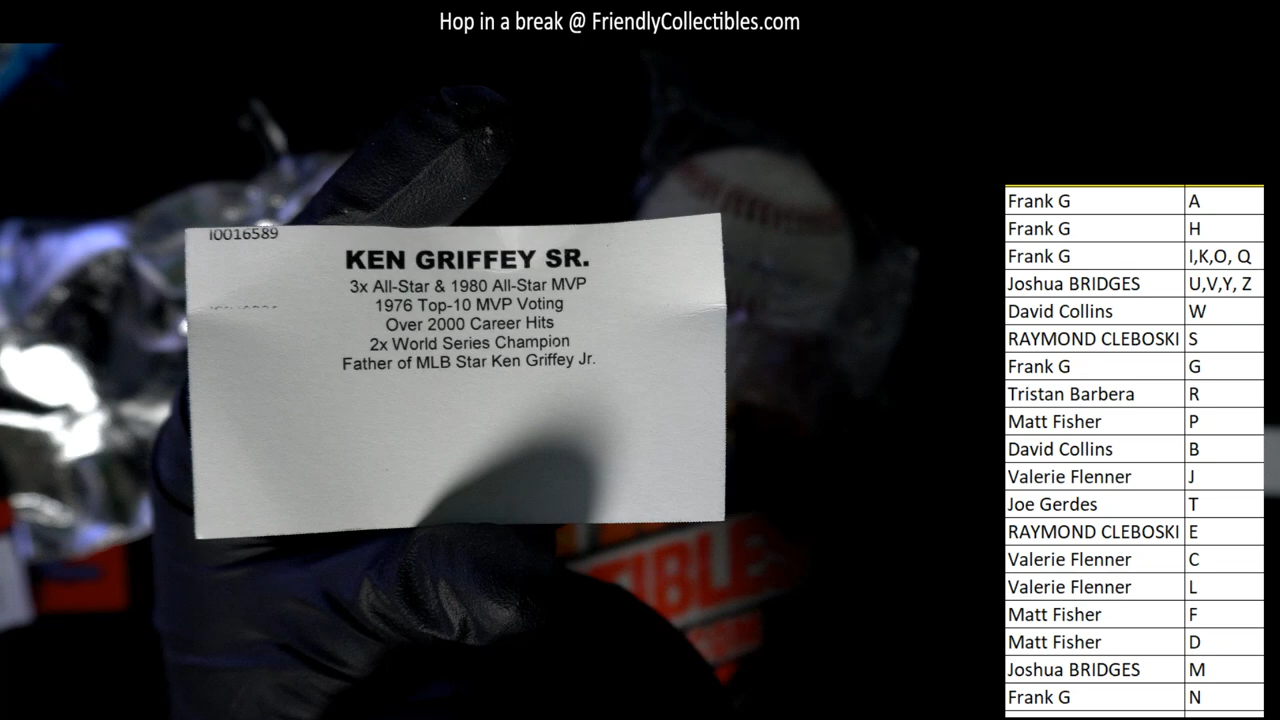 Hop in a break @ FriendlyCollectibles.com
I0016589
KEN GRIFFEY SR.
3x All-Star & 1980 All-Star MVP
1976 Top-10 MVP Voting
Over 2000 Career Hits
2x World Series Champion
Father of MLB Star Ken Griffey Jr.
Frank G A
Frank G H
Frank G I,K,O, Q
Joshua BRIDGES U,V,Y, Z
David Collins W
RAYMOND CLEBOSKI S
Frank G G
Tristan Barbera R
Matt Fisher P
David Collins B
Valerie Flenner J
Joe Gerdes T
RAYMOND CLEBOSKI E
Valerie Flenner C
Valerie Flenner L
Matt Fisher F
Matt Fisher D
Joshua BRIDGES M
Frank G N